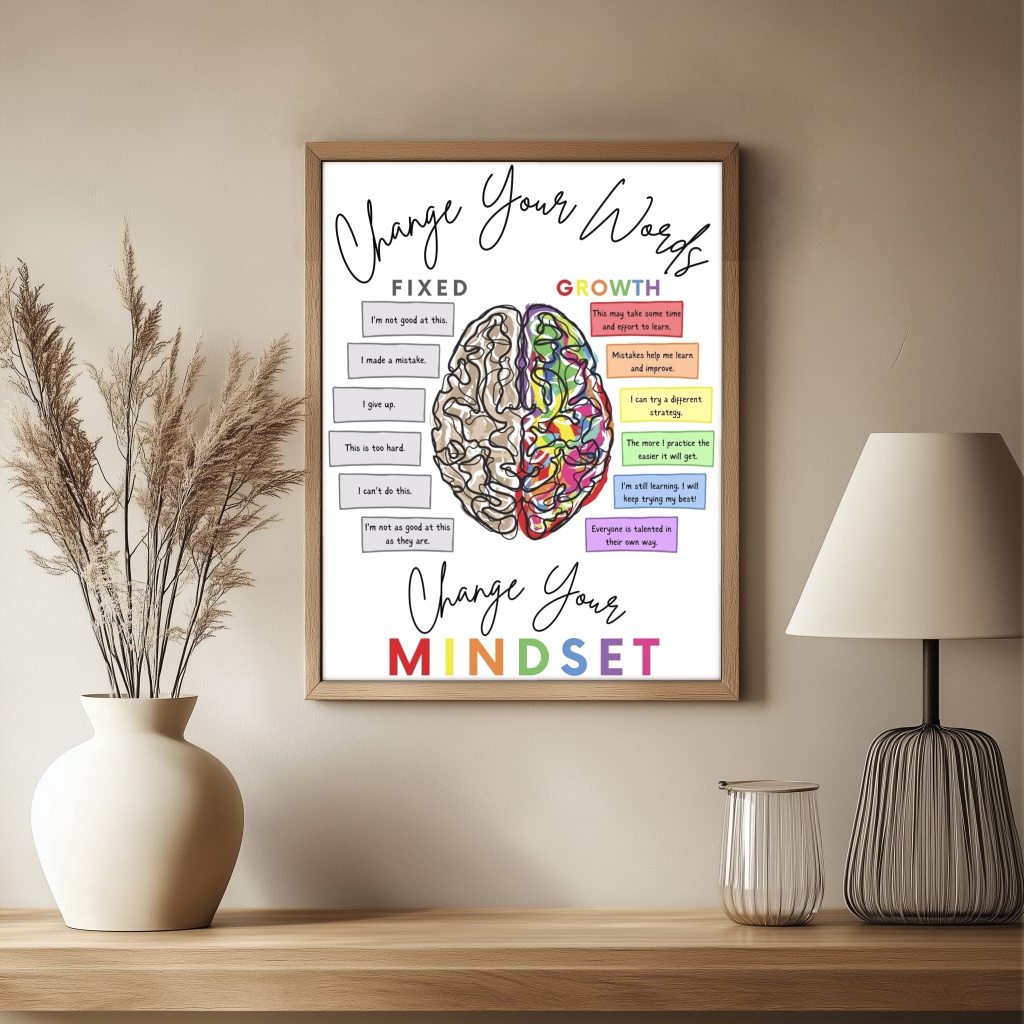 Change Your Words
FIXED
GROWTH
I'm not good at this.
This may take some time
and effort to learn.
I made a mistake.
Mistakes help me learn
and improve.
I give up.
I can try a different
strategy.
This is too hard.
The more I practice the
easier it will get.
I can't do this.
I'm still learning. I will
keep trying my best!
I'm not as good at this
as they are.
Everyone is talented in
their own way.
Change Your
MINDSET